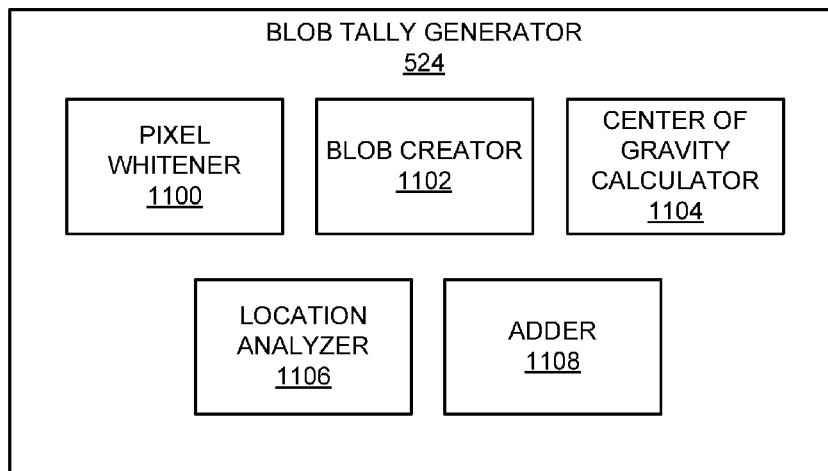 BLOB TALLY GENERATOR
524
PIXEL
WHITENER
1100
BLOB CREATOR
1102
CENTER OF
GRAVITY
CALCULATOR
1104
LOCATION
ANALYZER
1106
ADDER
1108